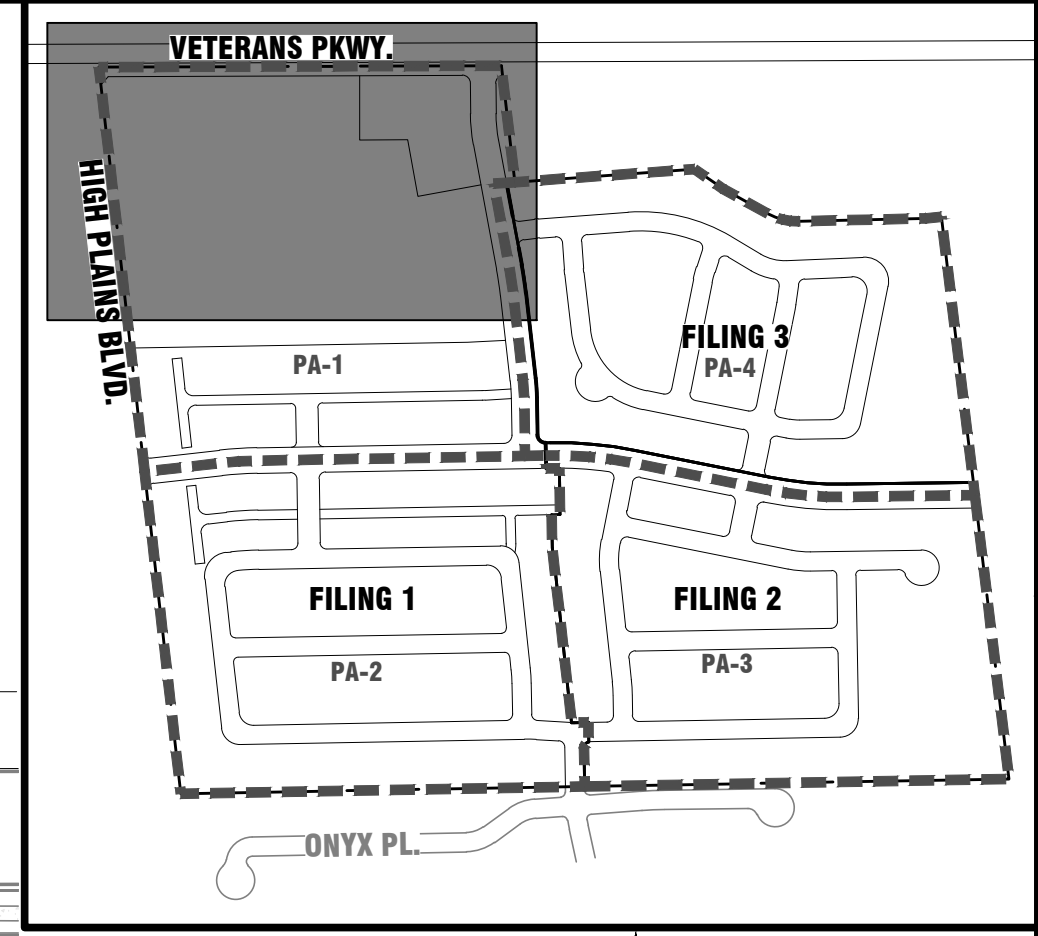 VETERANS PKWY.
HIGH PLAINS BLVD.
FILING 3
PA-4
PA-1
FILING 1
FILING 2
PA-2
PA-3
ONYX PL.